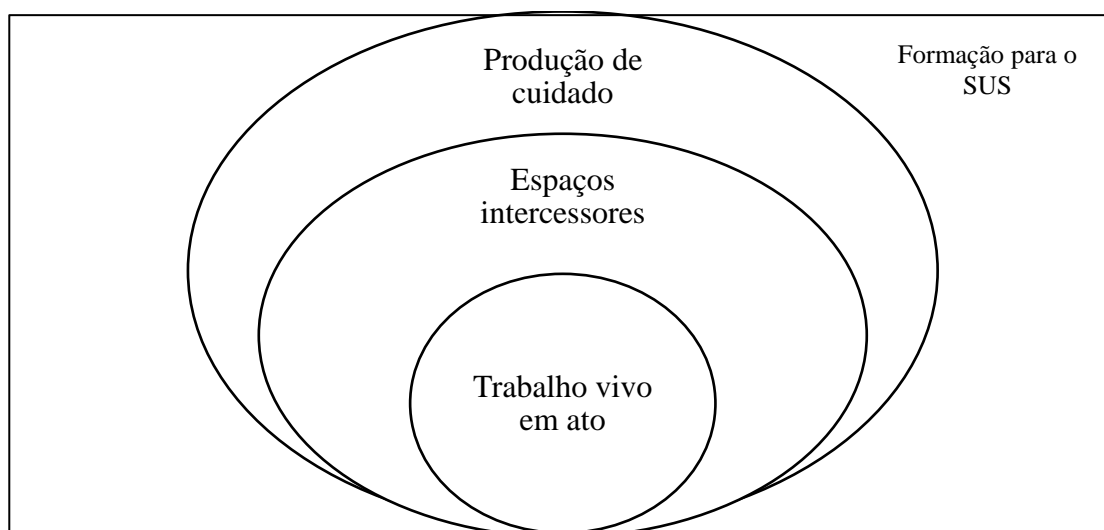 Produção de
cuidado
Formação para o
SUS
Espaços
intercessores
Trabalho vivo
em ato